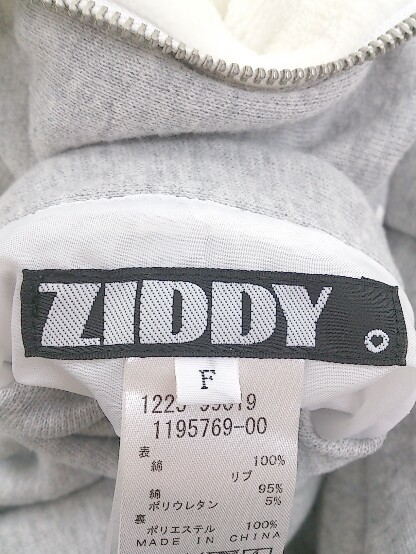 ZIDDY
F
1195769-00
表
綿 100%
リブ
綿 95%
ポリウレタン 5%
裏
ポリエステル 100%
MADE IN CHINA